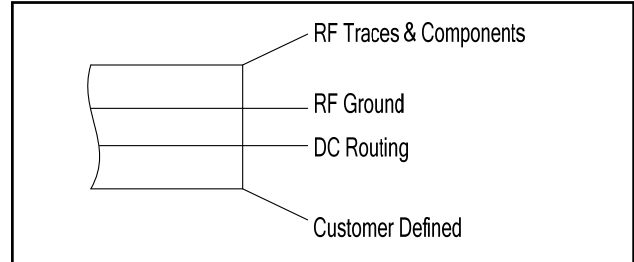 RF Traces & Components
RF Ground
DC Routing
Customer Defined